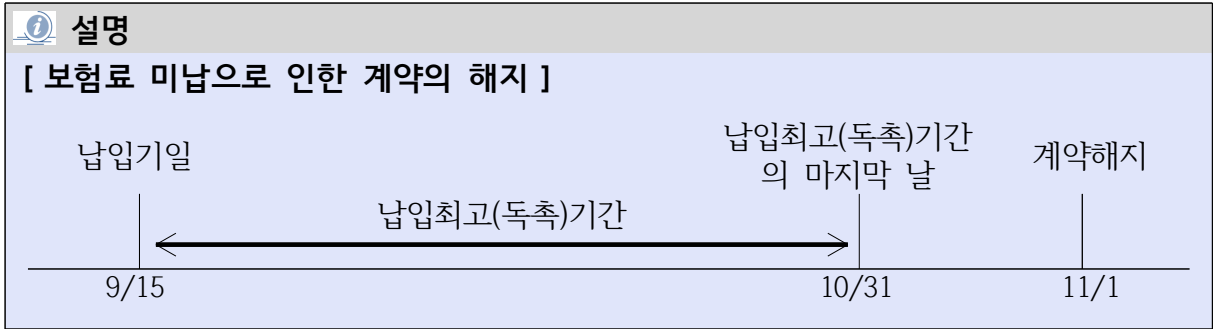 설명
[ 보험료 미납으로 인한 계약의 해지 ]
납입기일
납입최고(독촉)기간
의 마지막 날
계약해지
납입최고(독촉)기간
9/15
10/31
11/1